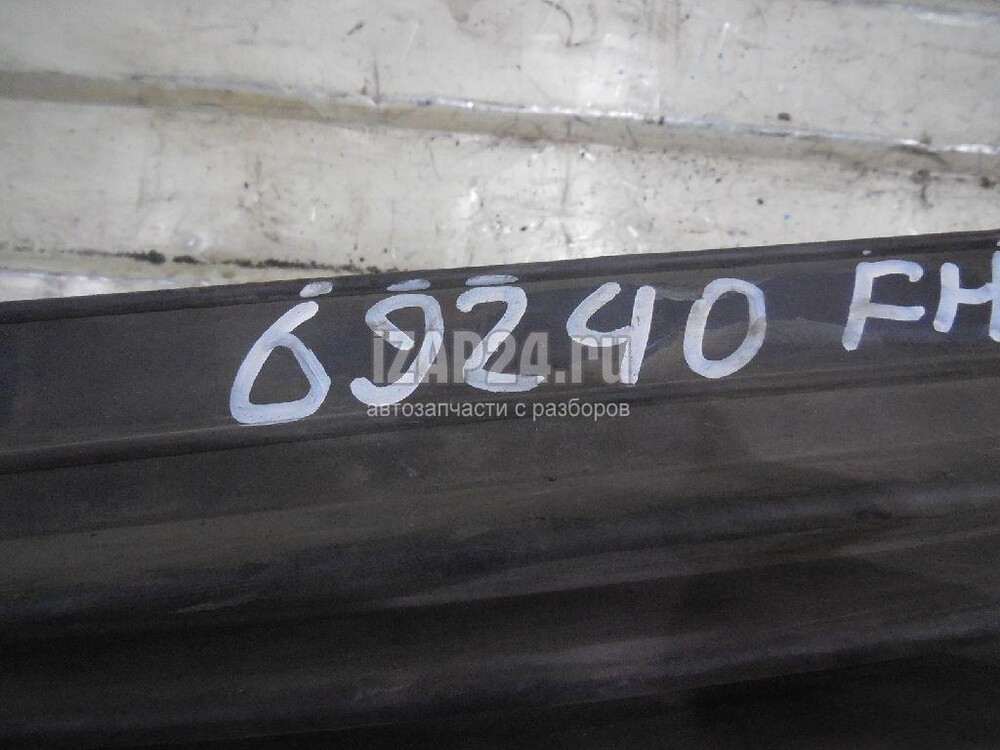 69240 FH
iZAP24.ru
автозапчасти с разборов